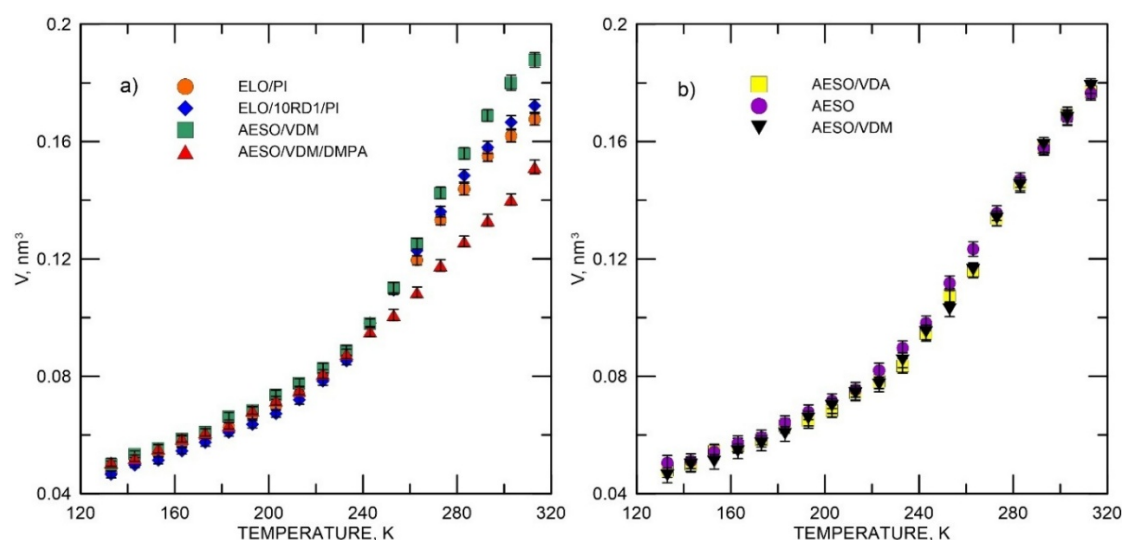 0.2
0.16
0.12
0.08
0.04
V, nm³
a)
ELO/PI
ELO/10RD1/PI
AESO/VDM
AESO/VDM/DMPA
120 160 200 240 280 320
TEMPERATURE, K
0.2
0.16
0.12
0.08
0.04
V, nm³
b)
AESO/VDA
AESO
AESO/VDM
120 160 200 240 280 320
TEMPERATURE, K